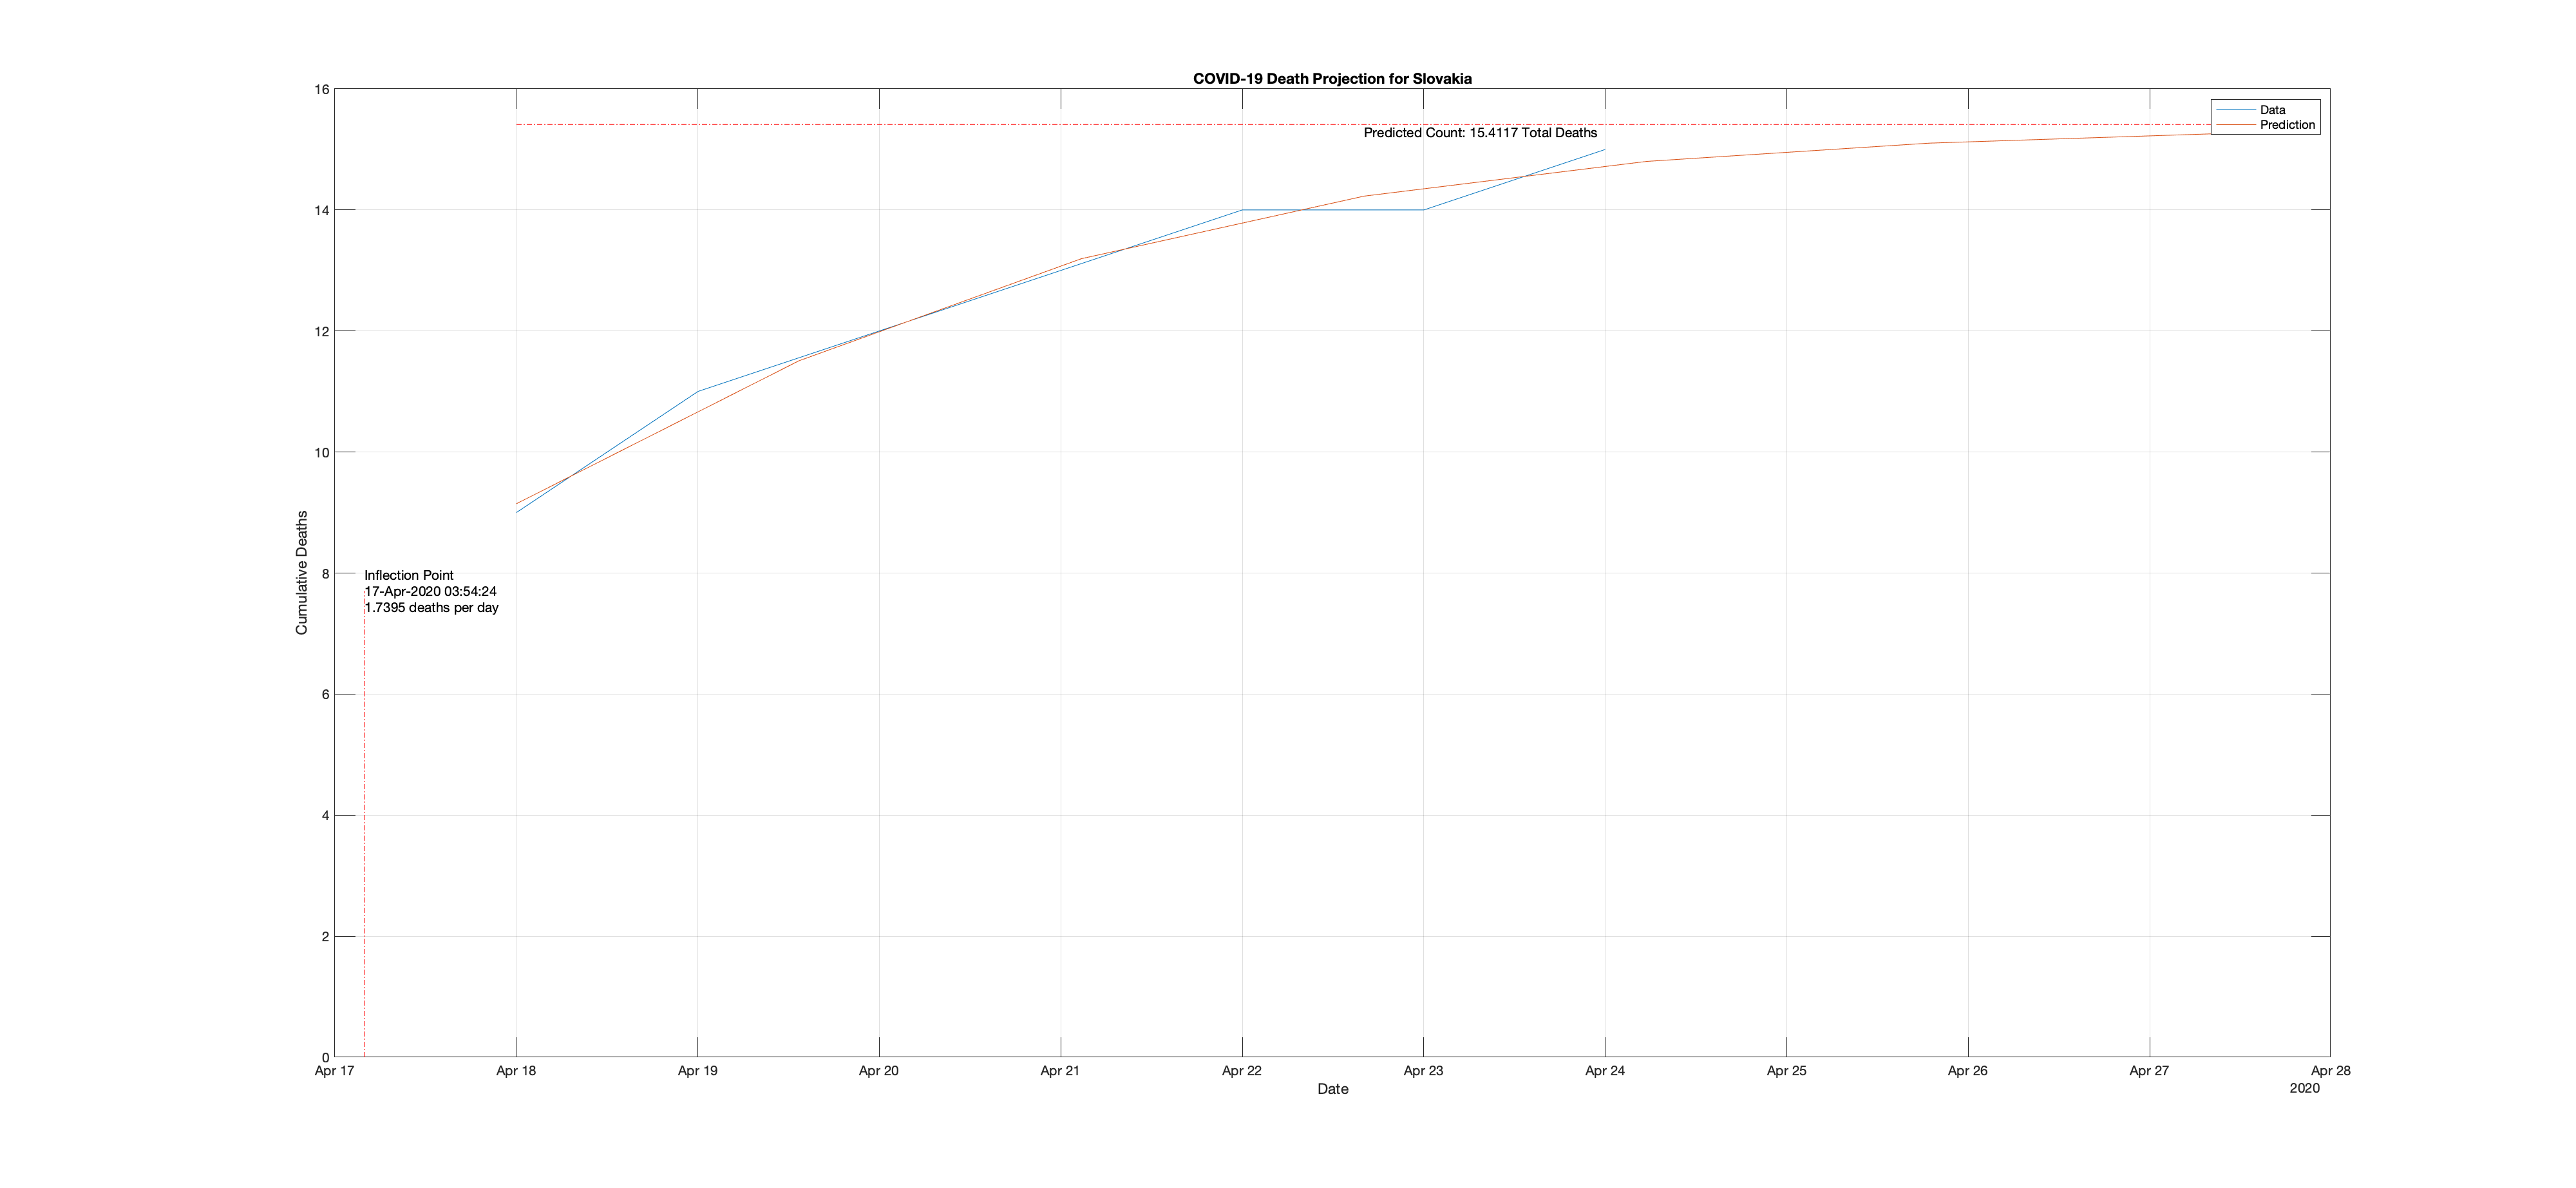 COVID-19 Death Projection for Slovakia
16
14
12
10
8
6
4
2
0
Cumulative Deaths
Data
Prediction
Predicted Count: 15.4117 Total Deaths
Inflection Point
17-Apr-2020 03:54:24
1.7395 deaths per day
Apr 17 Apr 18 Apr 19 Apr 20 Apr 21 Apr 22 Apr 23 Apr 24 Apr 25 Apr 26 Apr 27 Apr 28
Date
2020